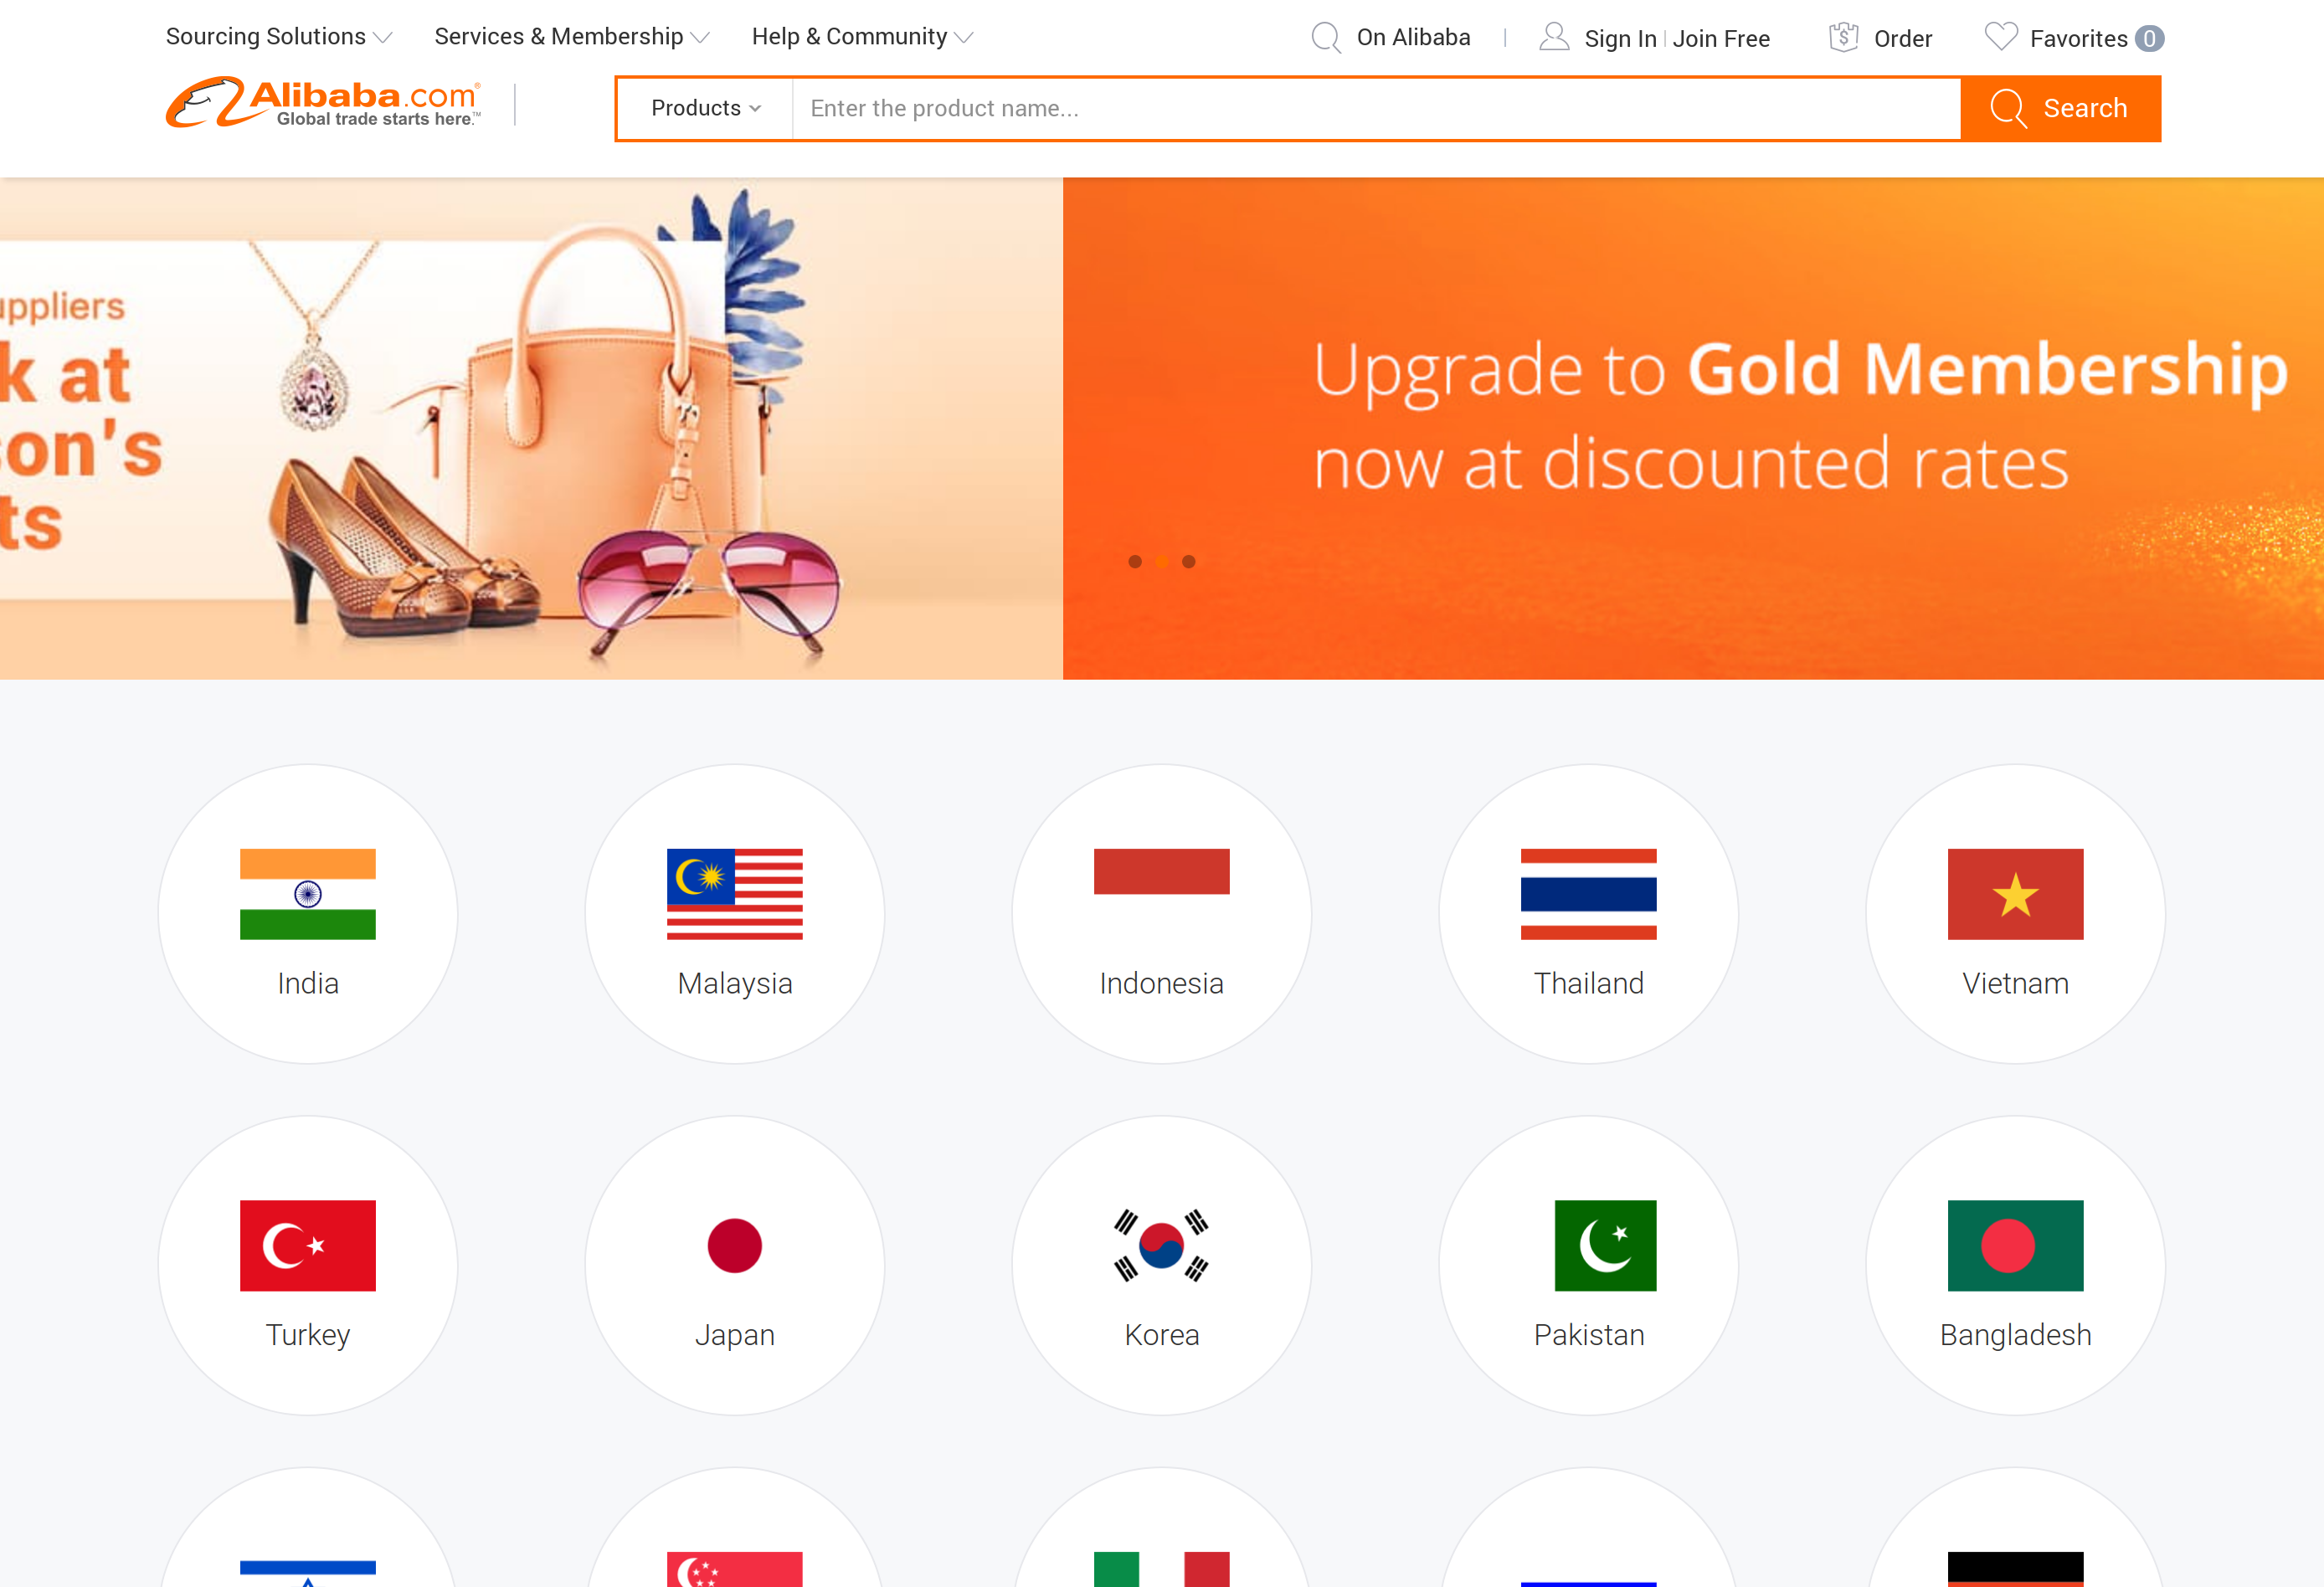 Sourcing Solutions
Services & Membership
Help & Community
On Alibaba
Sign In
Join Free
Order
Favorites 0
Alibaba.com®
Global trade starts here.™
Products
Enter the product name...
Search
uppliers
k at
son's
ts
Upgrade to Gold Membership
now at discounted rates
India
Malaysia
Indonesia
Thailand
Vietnam
Turkey
Japan
Korea
Pakistan
Bangladesh